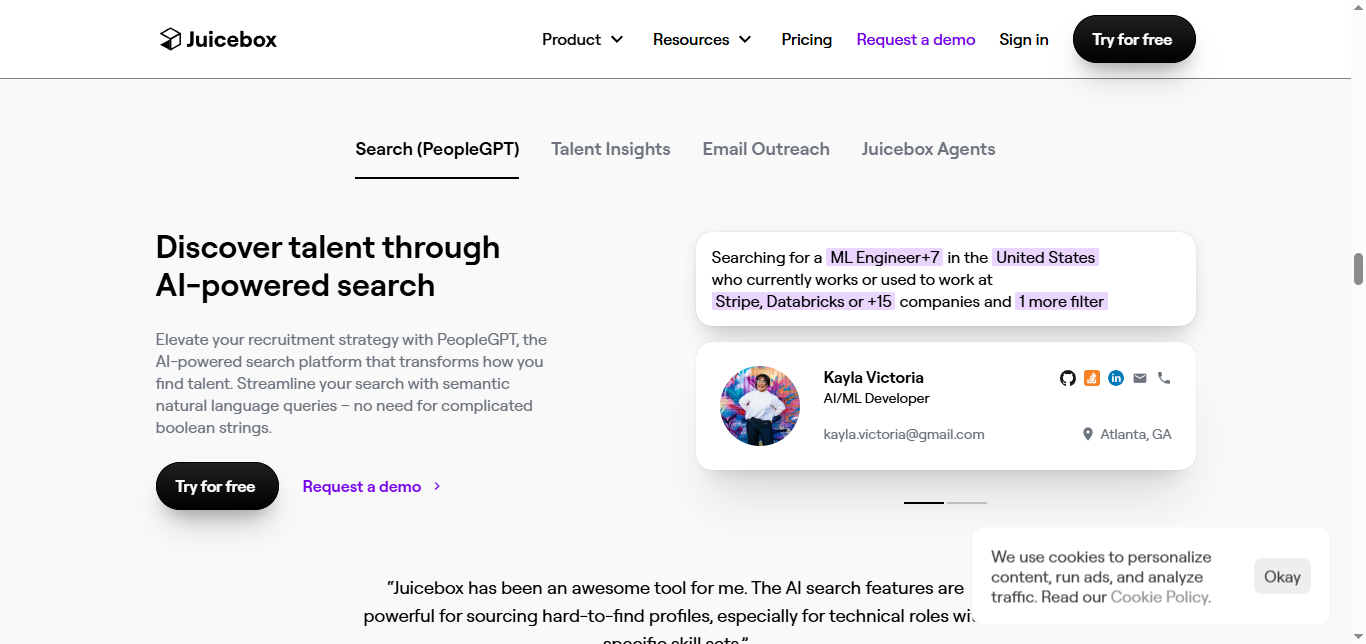 Juicebox
Product
Resources
Pricing
Request a demo
Sign in
Try for free
Search (PeopleGPT)
Talent Insights
Email Outreach
Juicebox Agents
Discover talent through
AI-powered search
Elevate your recruitment strategy with PeopleGPT, the
AI-powered search platform that transforms how you
find talent. Streamline your search with semantic
natural language queries – no need for complicated
boolean strings.
Try for free
Request a demo
Searching for a ML Engineer+7 in the United States
who currently works or used to work at
Stripe, Databricks or +15 companies and 1 more filter
Kayla Victoria
AI/ML Developer
kayla.victoria@gmail.com
Atlanta, GA
“Juicebox has been an awesome tool for me. The AI search features are
powerful for sourcing hard-to-find profiles, especially for technical roles
specific skill sets.”
We use cookies to personalize
content, run ads, and analyze
traffic. Read our Cookie Policy.
Okay